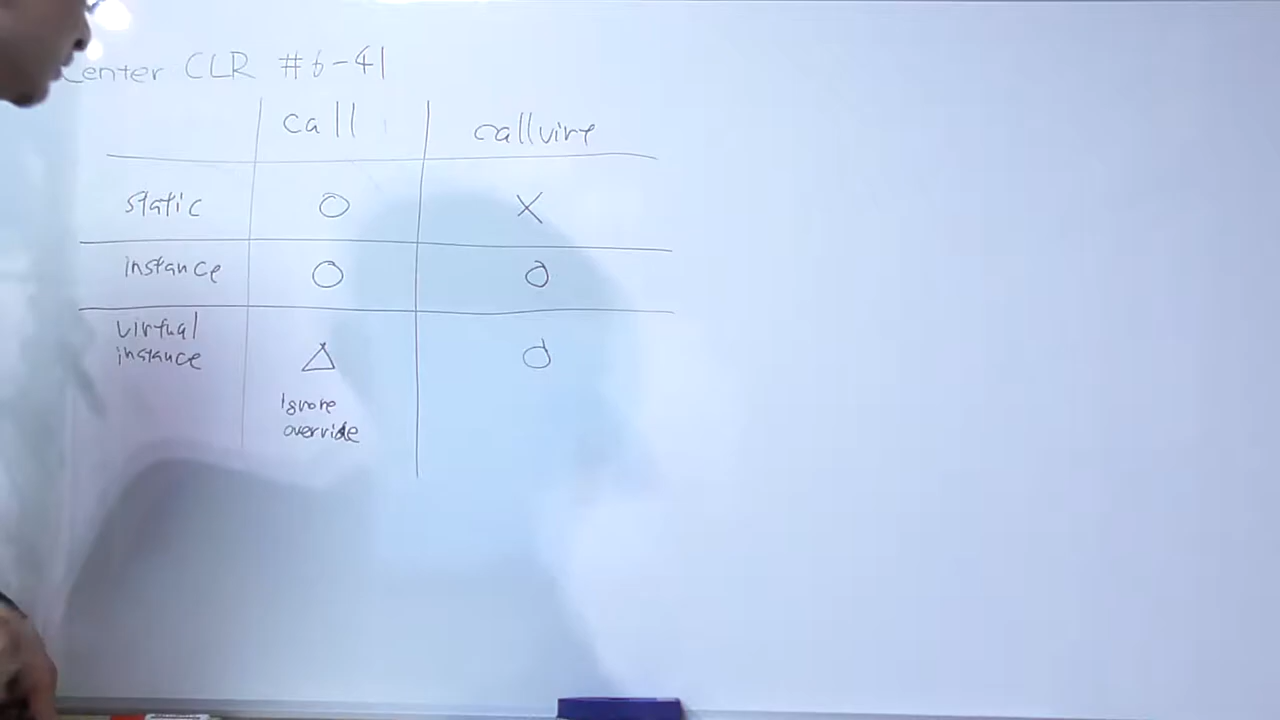 Center CLR #6-41
call callvirt
static ○ ×
instance ○ ○
virtual
instance △ ○
Ignore
override